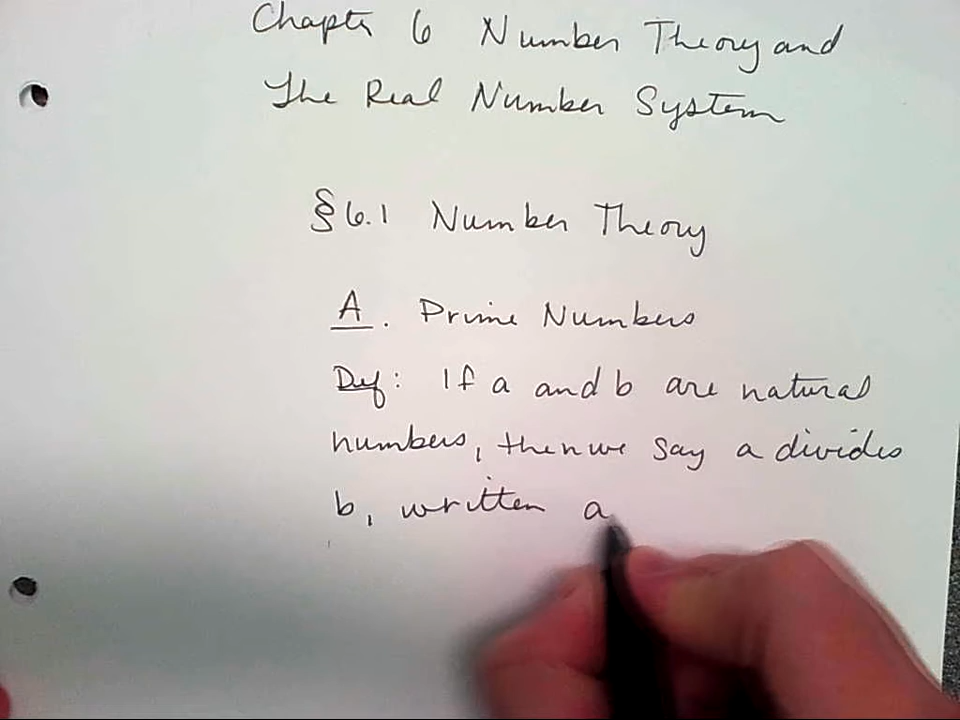 Chapter 6 Number Theory and
The Real Number System
§6.1 Number Theory
A. Prime Numbers
Def: If a and b are natural
numbers, then we say a divides
b, written a